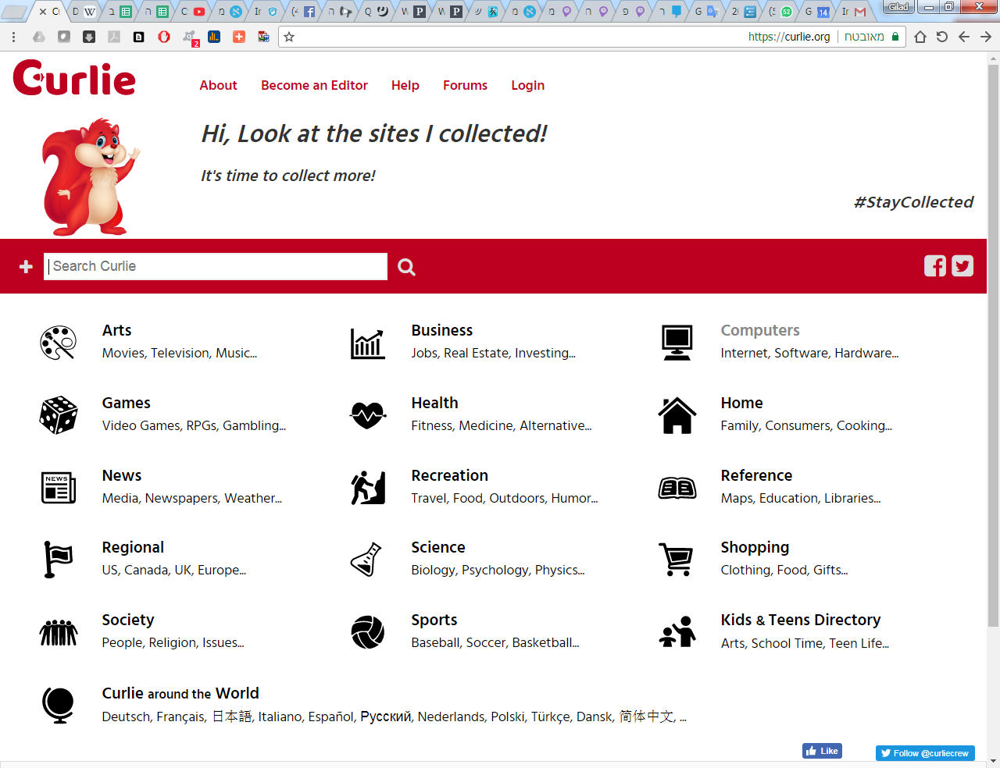 Gilad
https://curlie.org
מאובטח
2
52
14
Curlie
About Become an Editor Help Forums Login
Hi, Look at the sites I collected!
It's time to collect more!
#StayCollected
Search Curlie
Arts
Movies, Television, Music...
Business
Jobs, Real Estate, Investing...
Computers
Internet, Software, Hardware...
Games
Video Games, RPGs, Gambling...
Health
Fitness, Medicine, Alternative...
Home
Family, Consumers, Cooking...
NEWS
News
Media, Newspapers, Weather...
Recreation
Travel, Food, Outdoors, Humor...
Reference
Maps, Education, Libraries...
Regional
US, Canada, UK, Europe...
Science
Biology, Psychology, Physics...
Shopping
Clothing, Food, Gifts...
Society
People, Religion, Issues...
Sports
Baseball, Soccer, Basketball...
Kids & Teens Directory
Arts, School Time, Teen Life...
Curlie around the World
Deutsch, Français, 日本語, Italiano, Español, Русский, Nederlands, Polski, Türkçe, Dansk, 简体中文, ...
Like
Follow @curliecrew